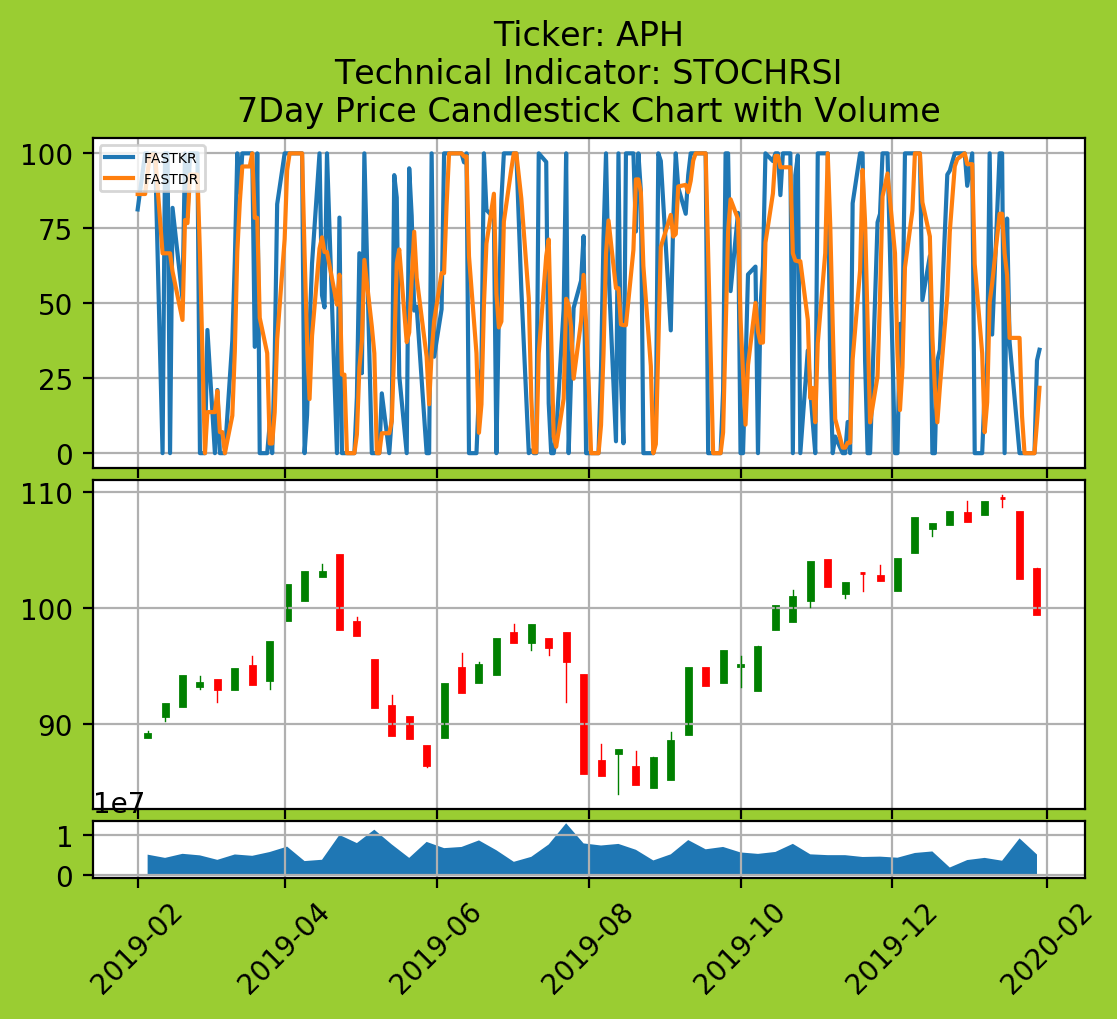 Ticker: APH
Technical Indicator: STOCHRSI
7Day Price Candlestick Chart with Volume
100
75
50
25
0
FASTKR
FASTDR
110
100
90
1e7
1
0
2019-02
2019-04
2019-06
2019-08
2019-10
2019-12
2020-02